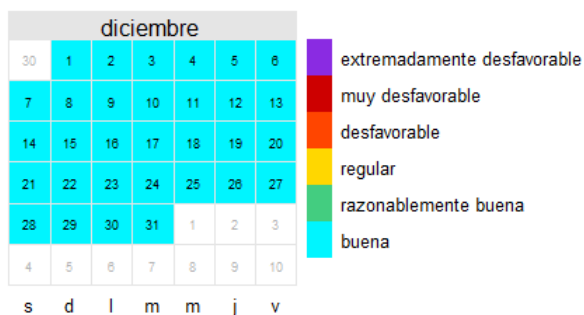 diciembre
30 1 2 3 4 5 6
7 8 9 10 11 12 13
14 15 16 17 18 19 20
21 22 23 24 25 26 27
28 29 30 31 1 2 3
4 5 6 7 8 9 10
s d l m m j v
extremadamente desfavorable
muy desfavorable
desfavorable
regular
razonablemente buena
buena